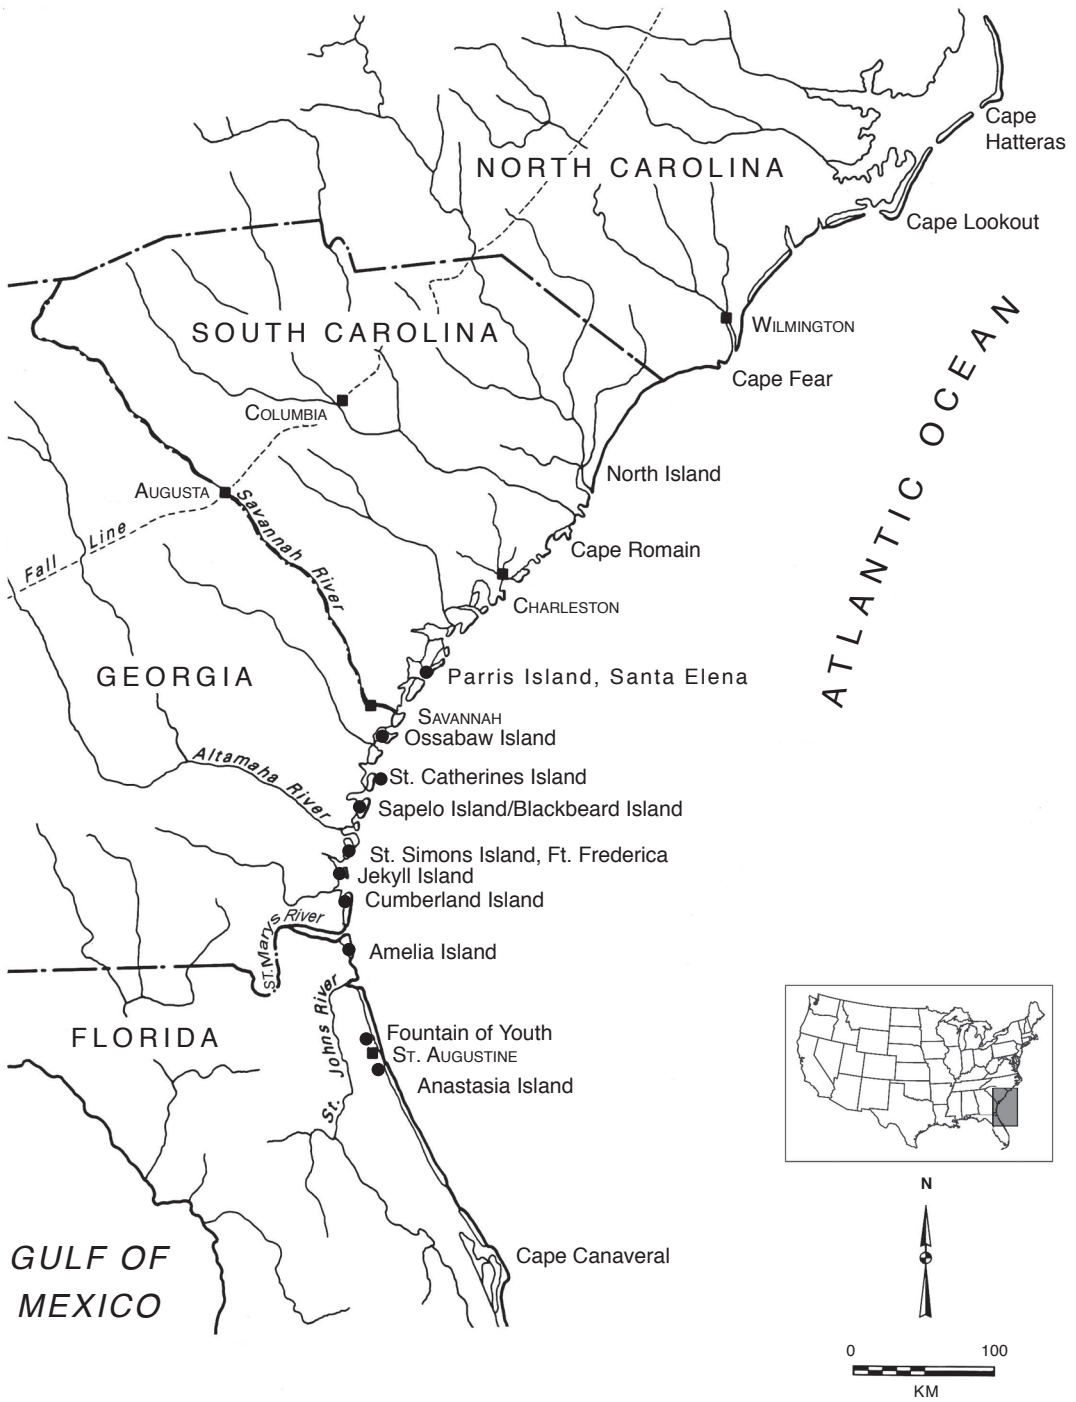 Cape
Hatteras
NORTH CAROLINA
Cape Lookout
SOUTH CAROLINA
WILMINGTON
Cape Fear
COLUMBIA
ATLANTIC OCEAN
North Island
AUGUSTA
Savannah River
Fall Line
Cape Romain
CHARLESTON
GEORGIA
Parris Island, Santa Elena
SAVANNAH
Ossabaw Island
Altamaha River
St. Catherines Island
Sapelo Island/Blackbeard Island
St. Simons Island, Ft. Frederica
Jekyll Island
Cumberland Island
ST. Marys River
Amelia Island
St. Johns River
FLORIDA
Fountain of Youth
ST. AUGUSTINE
Anastasia Island
N
Cape Canaveral
GULF OF
MEXICO
0 100
KM